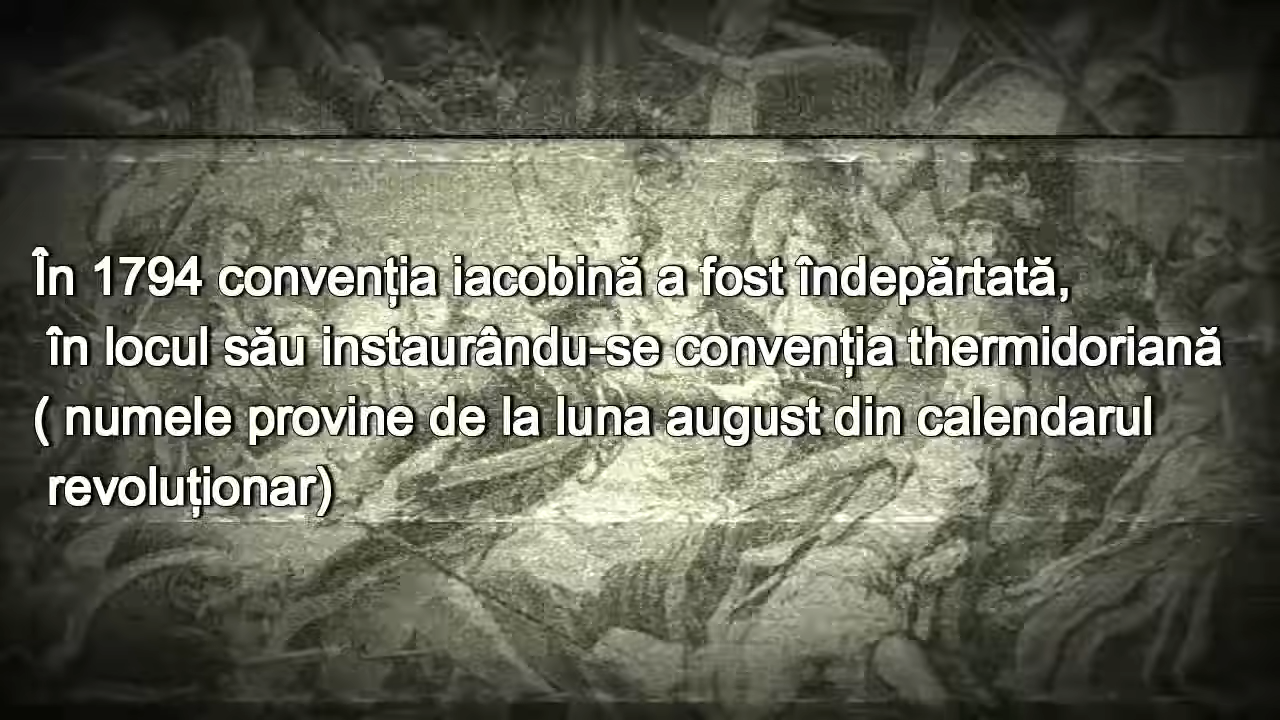 În 1794 convenția iacobină a fost îndepărtată,
în locul său instaurându-se convenția thermidoriană
( numele provine de la luna august din calendarul
revoluționar)